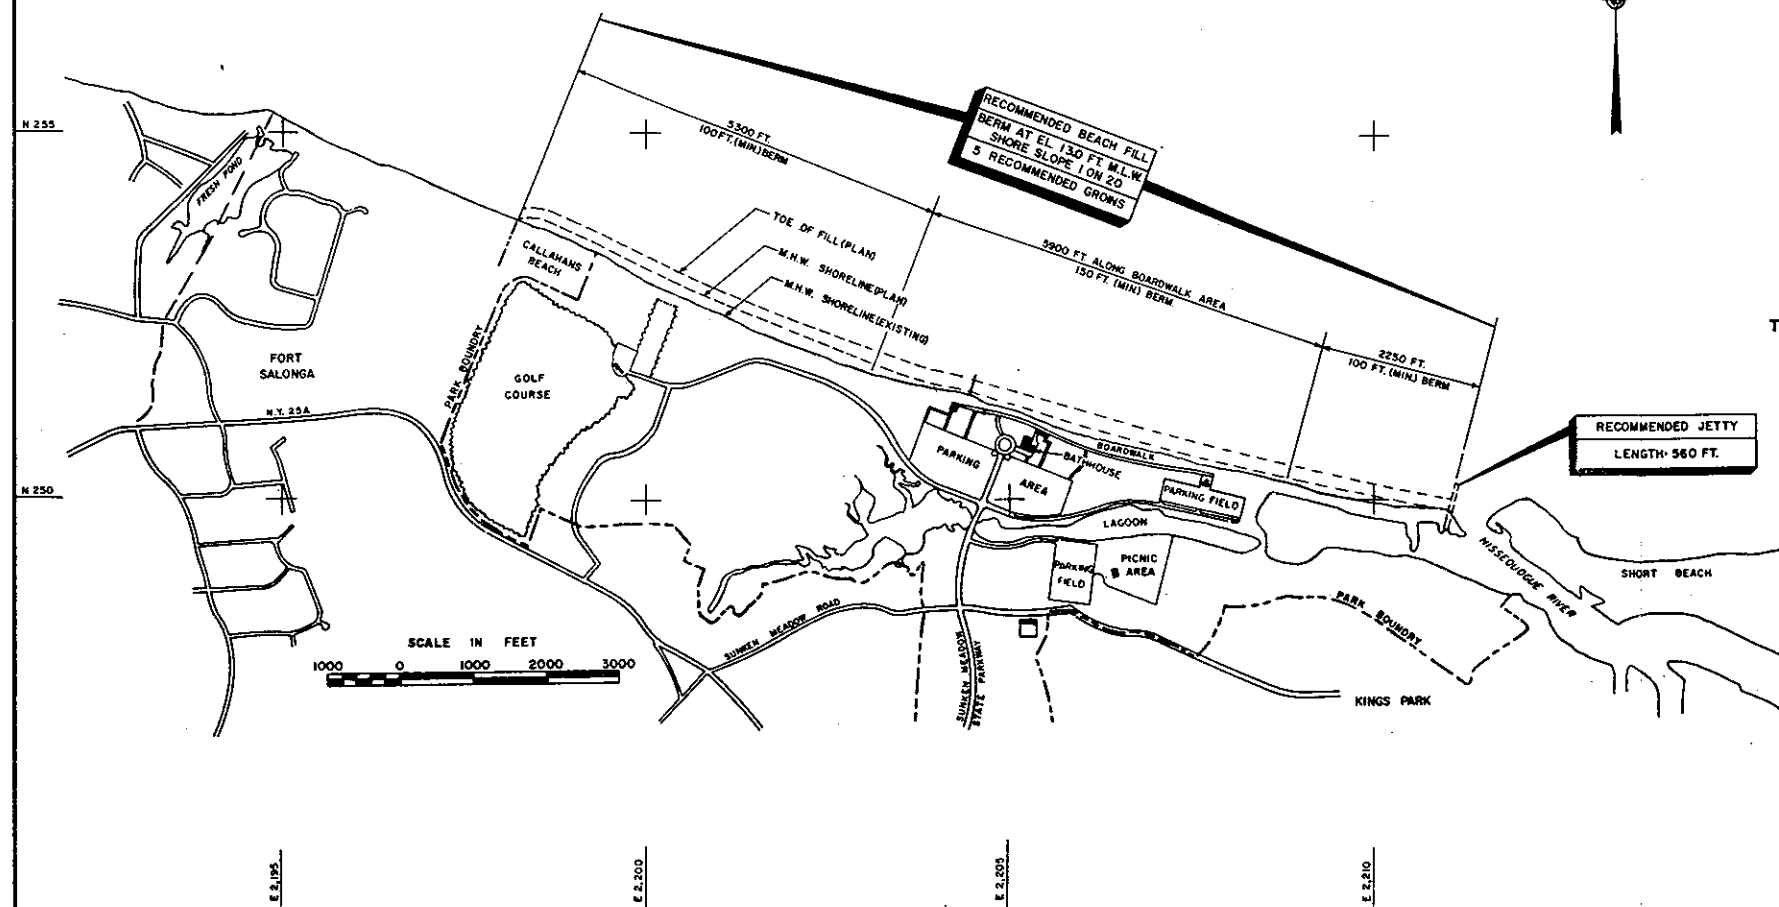 N 255
FRESH POND
5300 FT.
100 FT. (MIN.) BERM
RECOMMENDED BEACH FILL
BERM AT EL. 13.0 FT. M.L.W.
SHORE SLOPE 1 ON 20
5 RECOMMENDED GROINS
TOE OF FILL (PLAN)
M.H.W. SHORELINE (PLAN)
M.H.W. SHORELINE (EXISTING)
5900 FT. ALONG BOARDWALK AREA
150 FT. (MIN.) BERM
2250 FT.
100 FT. (MIN.) BERM
T
CALLAHANS
BEACH
PARK BOUNDRY
FORT
SALONGA
GOLF
COURSE
N.Y. 25A
RECOMMENDED JETTY
LENGTH: 560 FT.
N 250
PARKING
AREA
BATHHOUSE
BOARDWALK
PARKING FIELD
LAGOON
PARKING
FIELD
PICNIC
AREA
NISSEQUOGUE RIVER
SHORT BEACH
PARK BOUNDRY
SUNKEN MEADOW ROAD
SUNKEN MEADOW
STATE PARKWAY
KINGS PARK
SCALE IN FEET
1000 0 1000 2000 3000
E 2,195
E 2,200
E 2,205
E 2,210